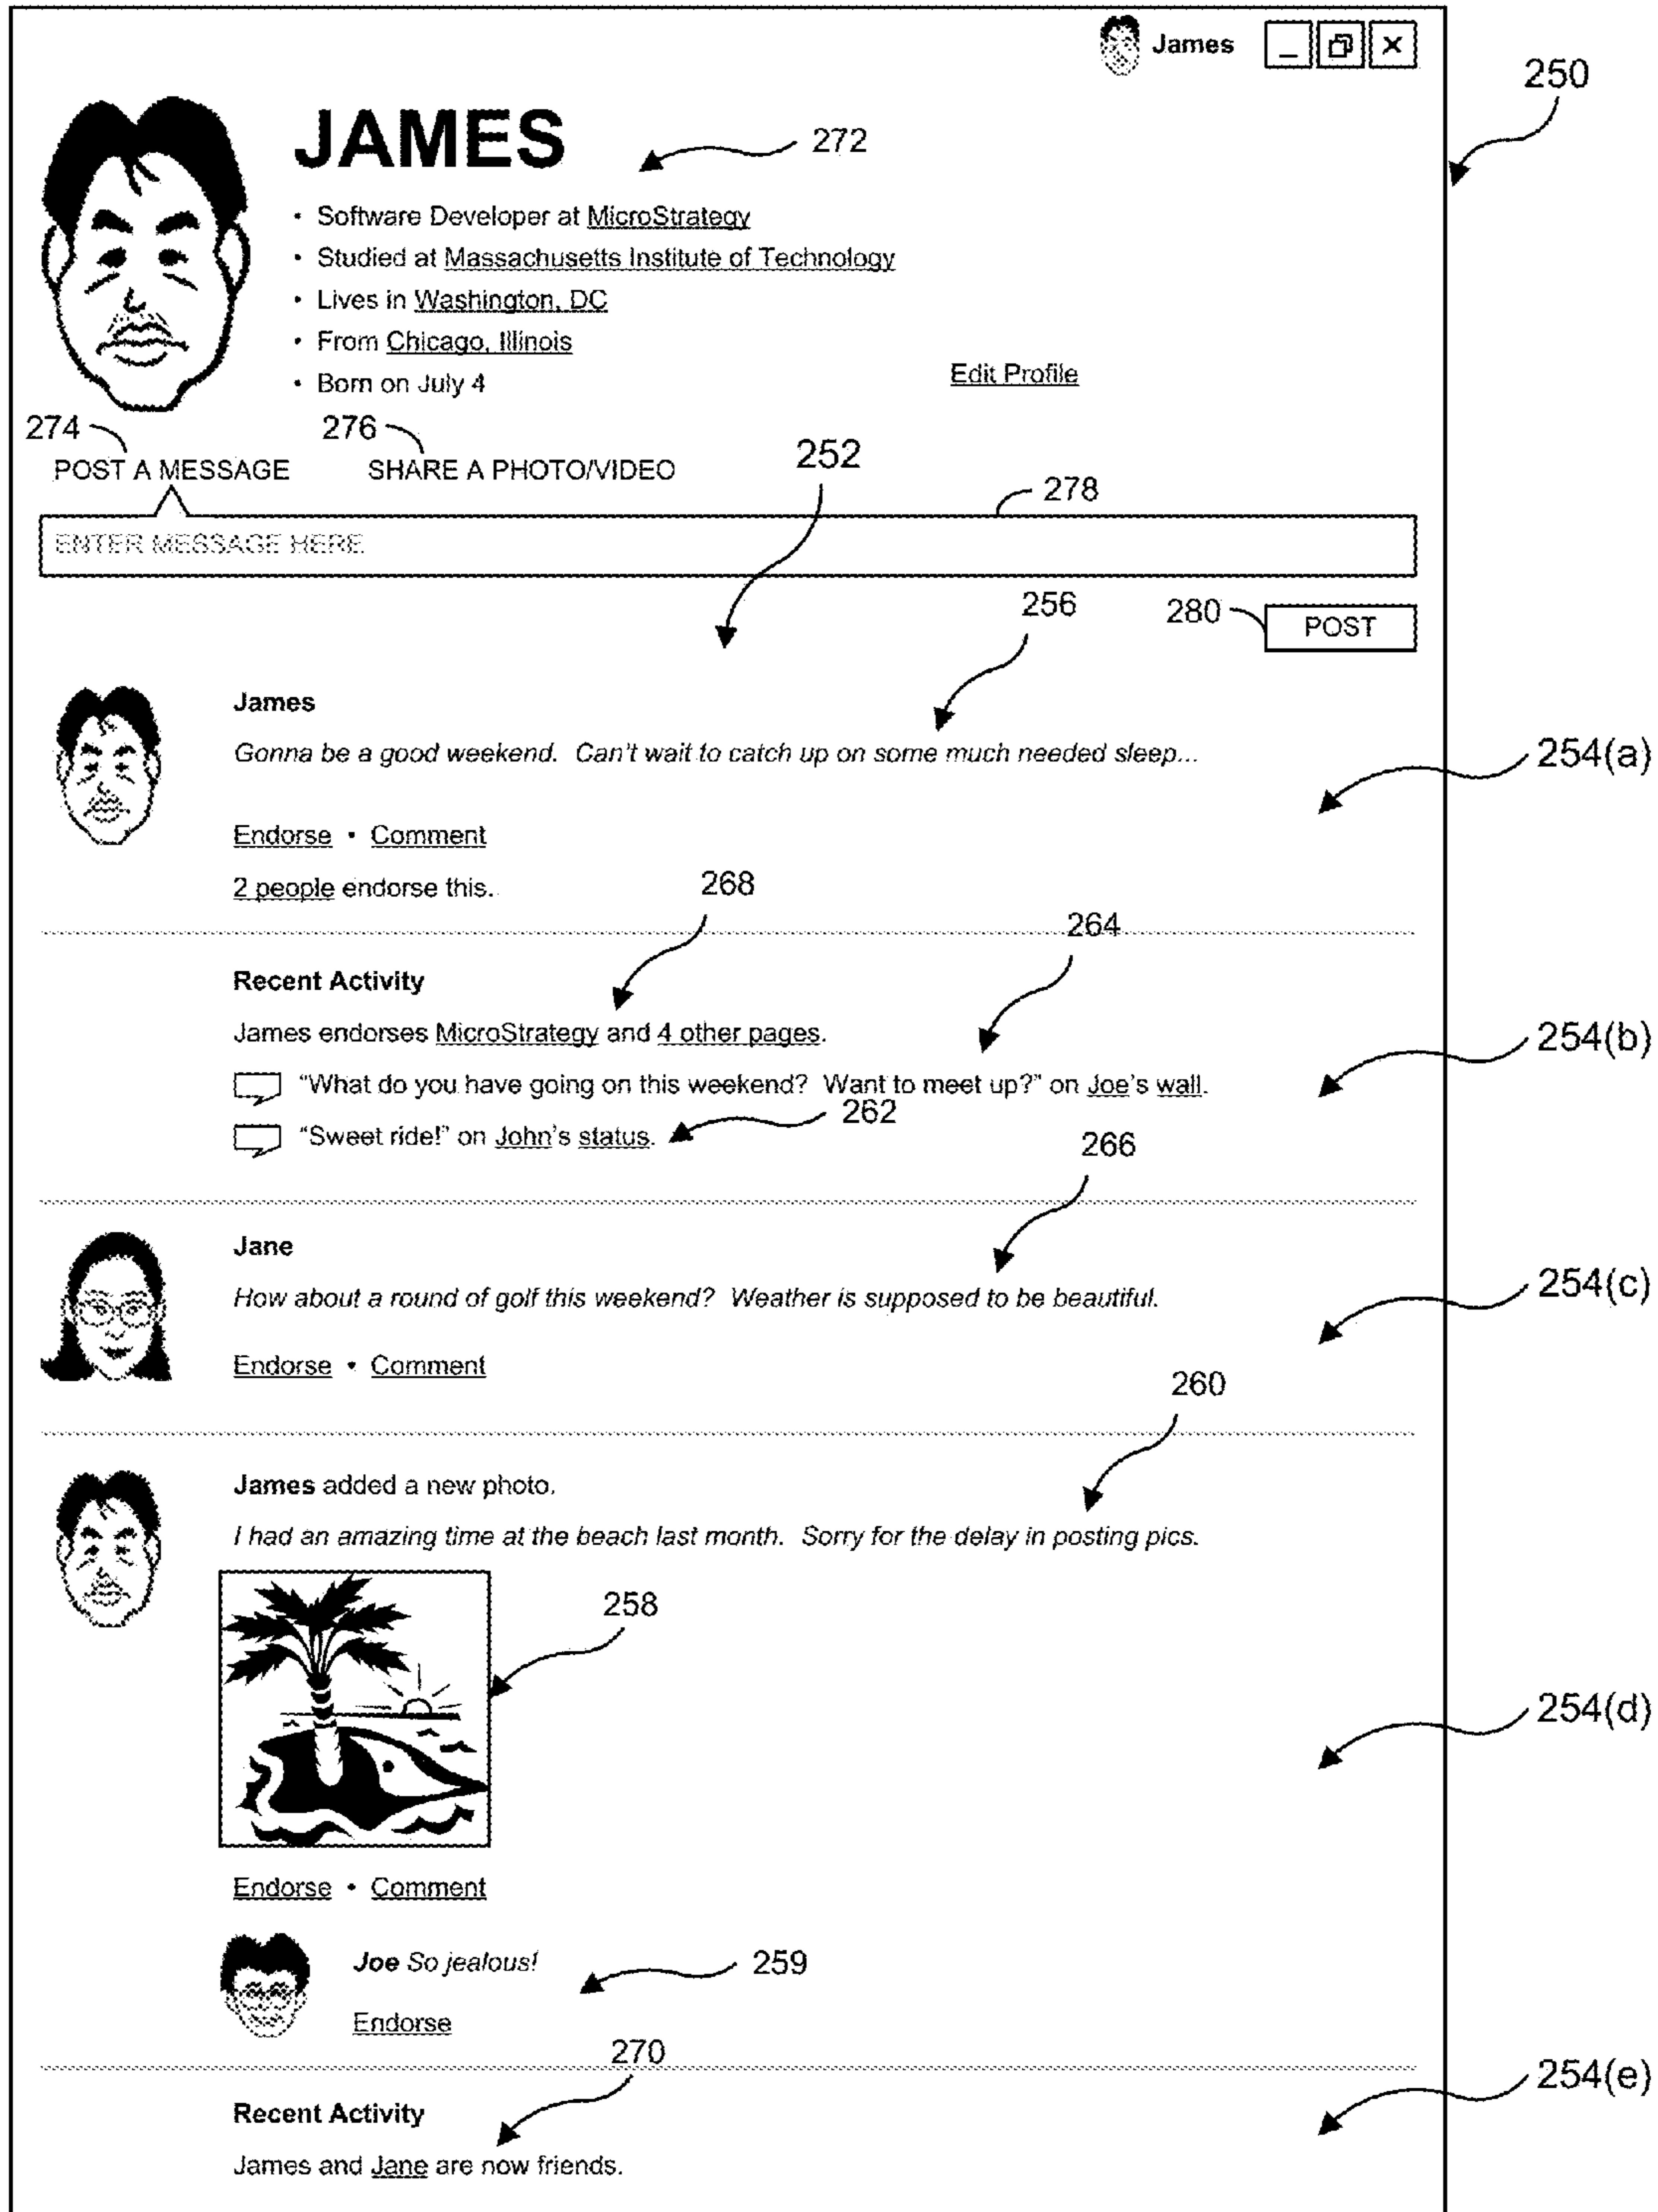 James
250
JAMES
272
• Software Developer at MicroStrategy
• Studied at Massachusetts Institute of Technology
• Lives in Washington, DC
• From Chicago, Illinois
• Born on July 4
Edit Profile
274
276
252
POST A MESSAGE SHARE A PHOTO/VIDEO
278
ENTER MESSAGE HERE
256
280
POST
James
Gonna be a good weekend. Can't wait to catch up on some much needed sleep...
254(a)
Endorse • Comment
2 people endorse this.
268
264
Recent Activity
James endorses MicroStrategy and 4 other pages.
254(b)
"What do you have going on this weekend? Want to meet up?" on Joe's wall.
262
"Sweet ride!" on John's status.
266
Jane
How about a round of golf this weekend? Weather is supposed to be beautiful.
254(c)
Endorse • Comment
260
James added a new photo.
I had an amazing time at the beach last month. Sorry for the delay in posting pics.
258
254(d)
Endorse • Comment
Joe So jealous!
259
Endorse
270
254(e)
Recent Activity
James and Jane are now friends.